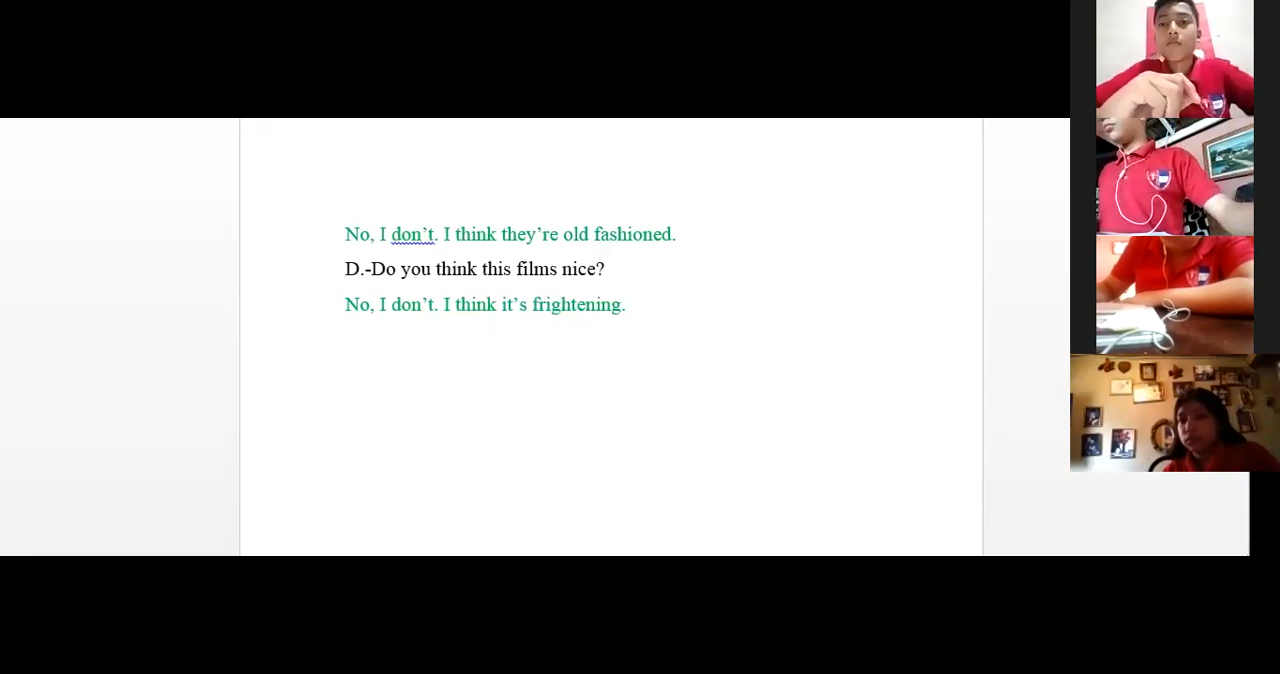 No, I don’t. I think they’re old fashioned.
D.-Do you think this films nice?
No, I don’t. I think it’s frightening.